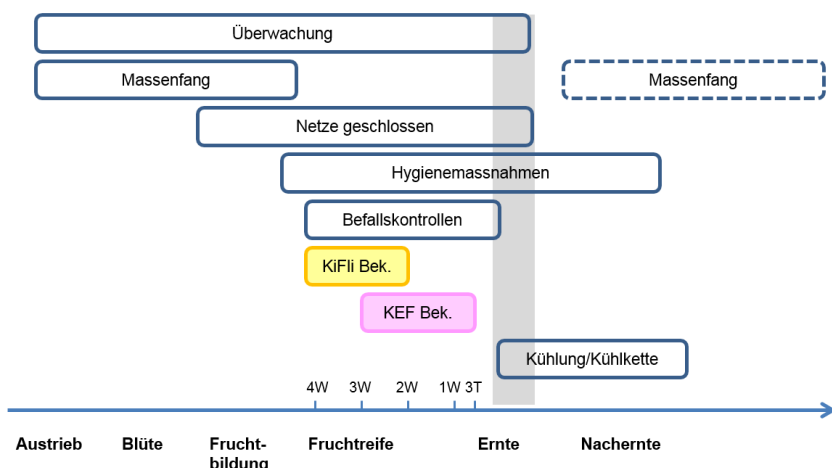 Überwachung
Massenfang
Massenfang
Netze geschlossen
Hygienemassnahmen
Befallskontrollen
KiFli Bek.
KEF Bek.
Kühlung/Kühlkette
4W 3W 2W 1W 3T
Austrieb Blüte Frucht- Fruchtreife Ernte Nachernte
bildung